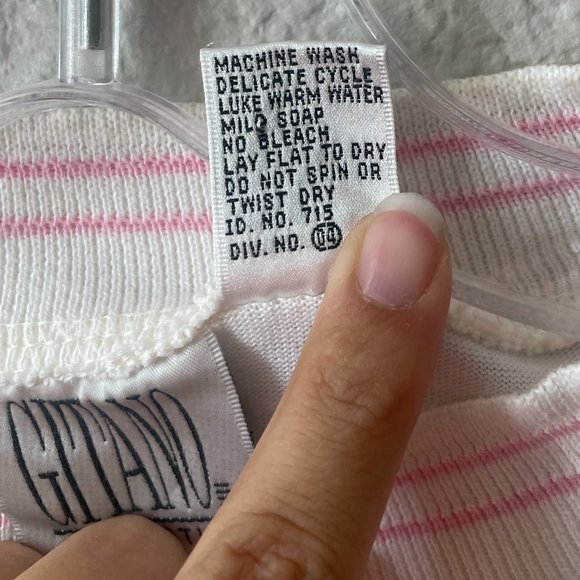 MACHINE WASH
DELICATE CYCLE
LUKE WARM WATER
MILD SOAP
NO BLEACH
LAY FLAT TO DRY
DO NOT SPIN OR
TWIST DRY
ID. NO. 715
DIV. NO. 09
GITANO